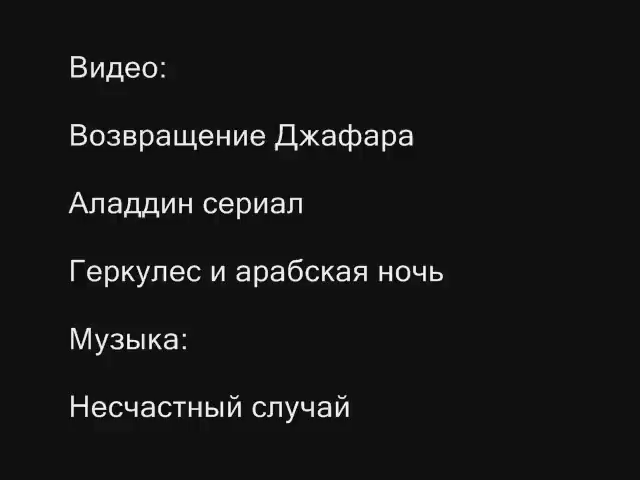 Видео:
Возвращение Джафара
Аладдин сериал
Геркулес и арабская ночь
Музыка:
Несчастный случай